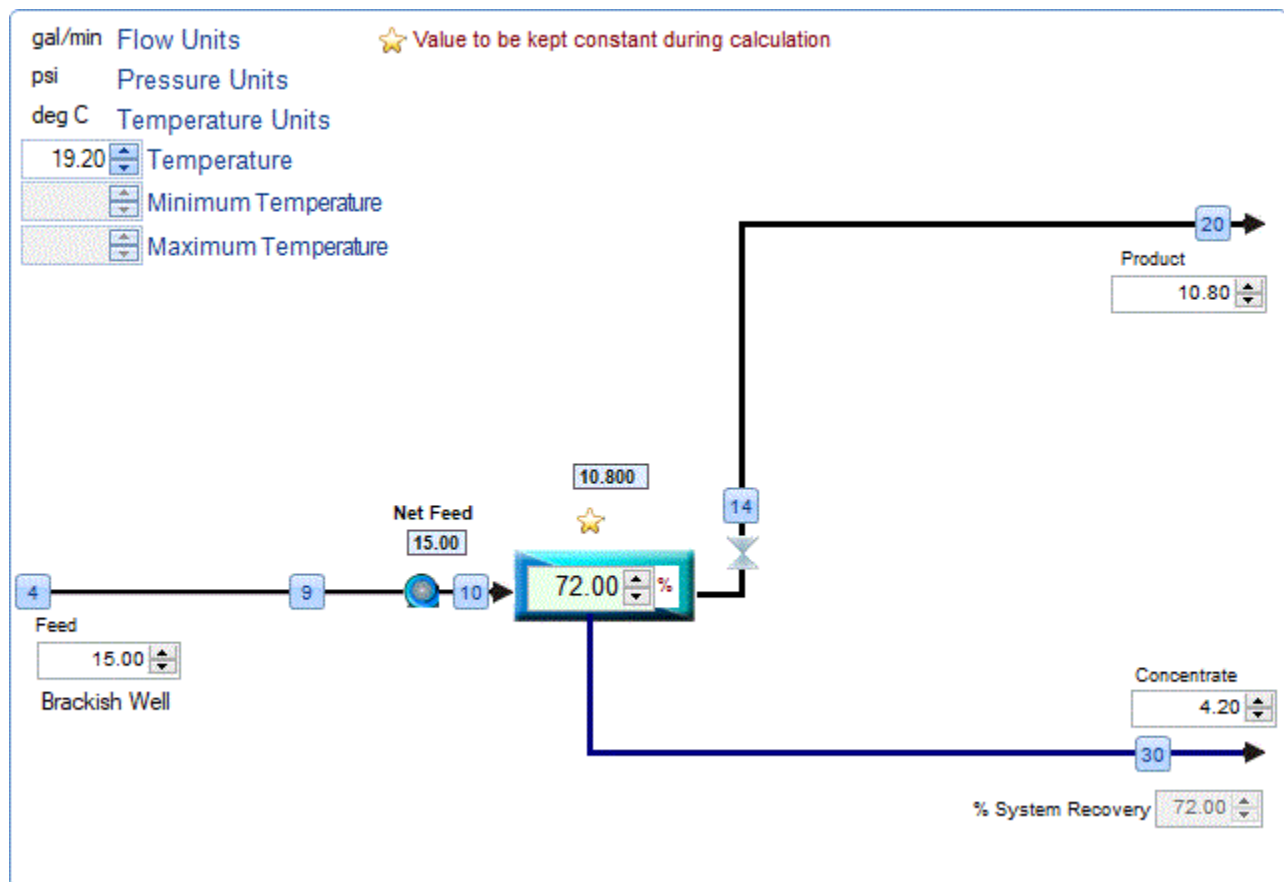 gal/min Flow Units
Value to be kept constant during calculation
psi Pressure Units
deg C Temperature Units
19.20 Temperature
Minimum Temperature
Maximum Temperature
20
Product
10.80
10.800
14
Net Feed
15.00
4
9
10
72.00 %
Feed
15.00
Brackish Well
Concentrate
4.20
30
% System Recovery 72.00